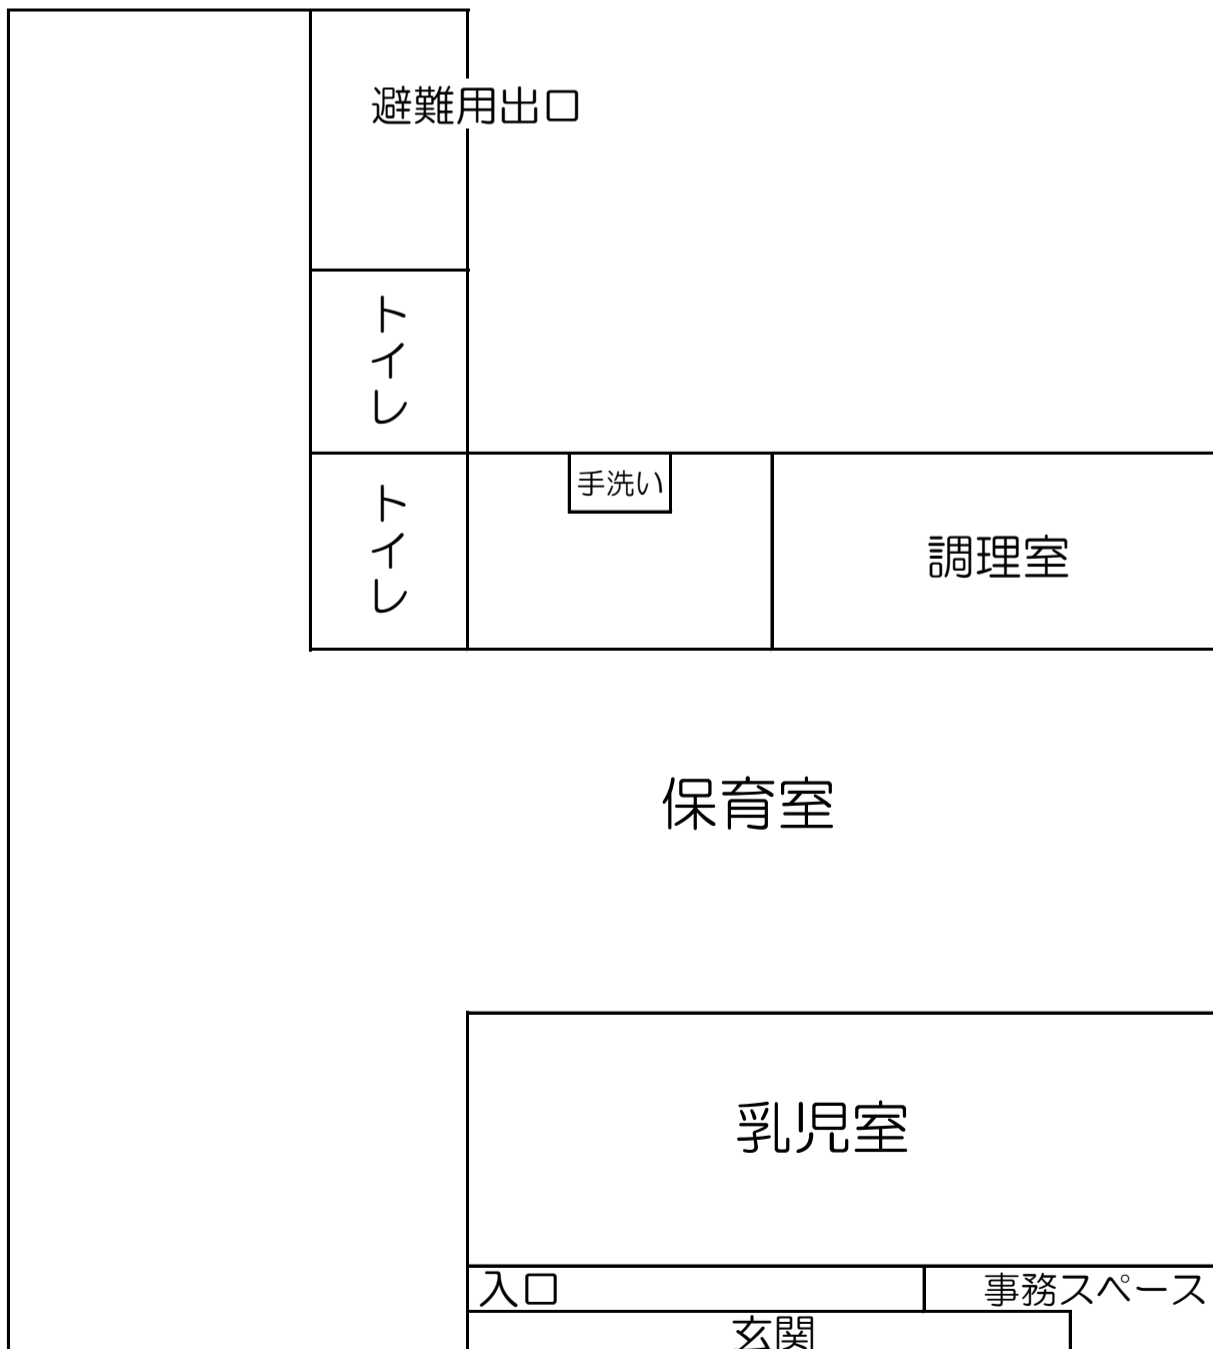 避難用出口
トイレ
手洗い
トイレ
調理室
保育室
乳児室
入口
事務スペース
玄関